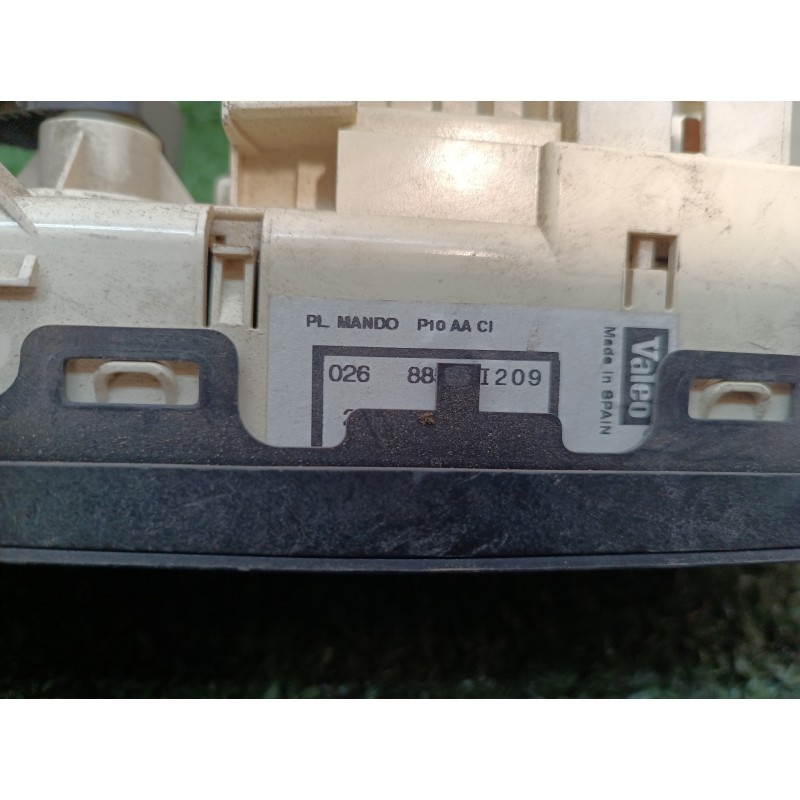 PL. MANDO P10 AA CI
026 88 I209
Valeo
Made in SPAIN